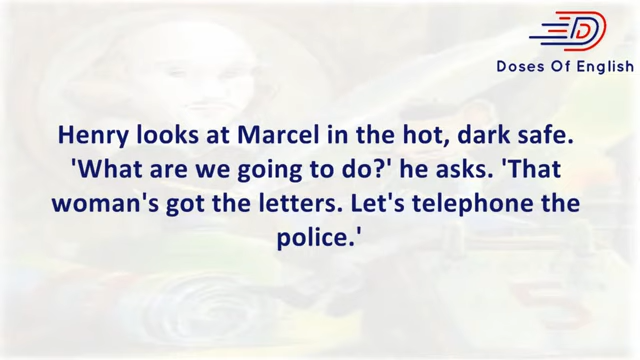 Doses Of English
Henry looks at Marcel in the hot, dark safe.
'What are we going to do?' he asks. 'That
woman's got the letters. Let's telephone the
police.'